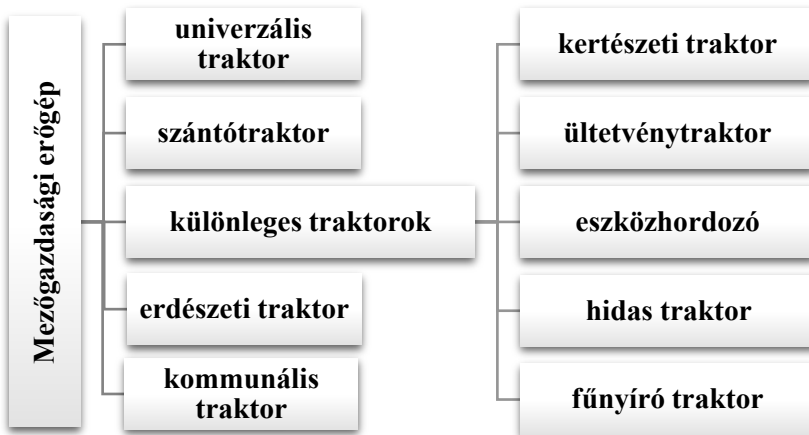 Mezőgazdasági erőgép
univerzális
traktor
szántótraktor
különleges traktorok
erdészeti traktor
kommunális
traktor
kertészeti traktor
ültetvénytraktor
eszközhordozó
hidas traktor
fűnyíró traktor